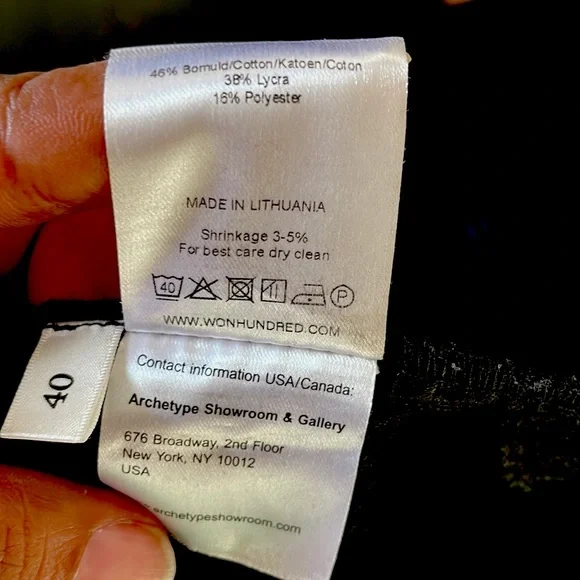 46% Bomuld/Cotton/Katoen/Coton
38% Lycra
16% Polyester
MADE IN LITHUANIA
Shrinkage 3-5%
For best care dry clean
40
P
WWW.WONHUNDRED.COM
40
Contact information USA/Canada:
Archetype Showroom & Gallery
676 Broadway, 2nd Floor
New York, NY 10012
USA
archetypeshowroom.com